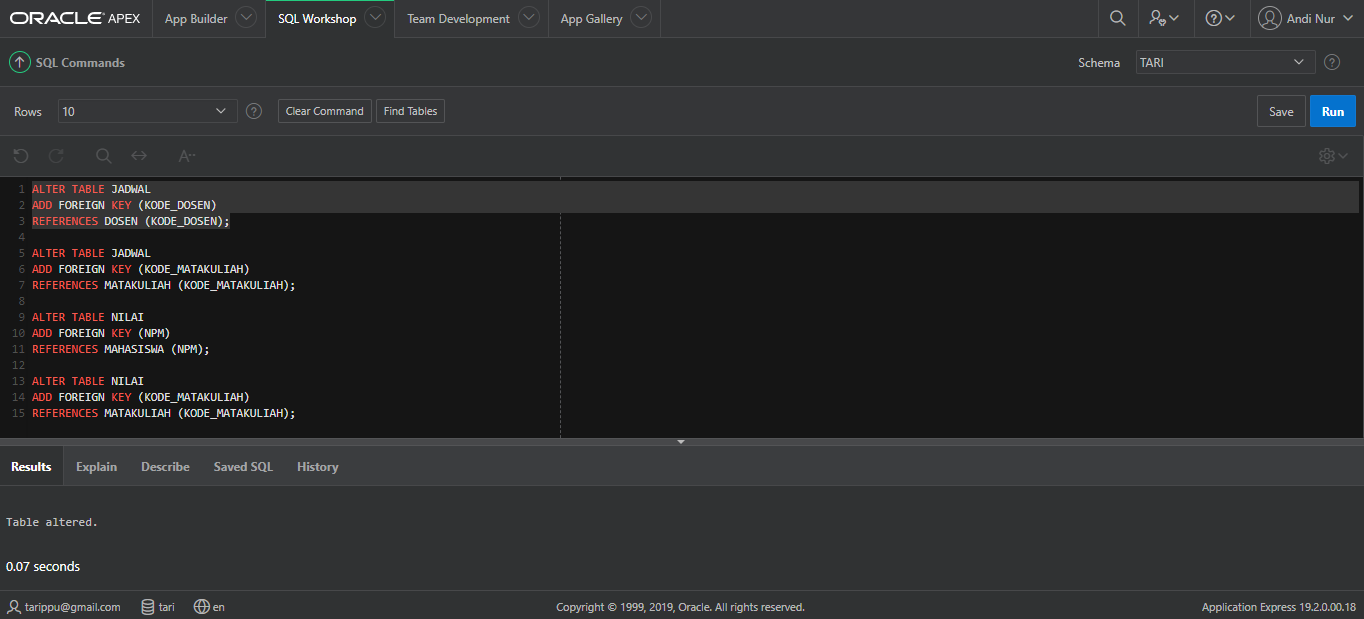 ORACLE APEX App Builder SQL Workshop Team Development App Gallery ? Andi Nur
SQL Commands Schema TARI ?
Rows 10 ? Clear Command Find Tables Save Run
A
1 ALTER TABLE JADWAL
2 ADD FOREIGN KEY (KODE_DOSEN)
3 REFERENCES DOSEN (KODE_DOSEN);
4
5 ALTER TABLE JADWAL
6 ADD FOREIGN KEY (KODE_MATAKULIAH)
7 REFERENCES MATAKULIAH (KODE_MATAKULIAH);
8
9 ALTER TABLE NILAI
10 ADD FOREIGN KEY (NPM)
11 REFERENCES MAHASISWA (NPM);
12
13 ALTER TABLE NILAI
14 ADD FOREIGN KEY (KODE_MATAKULIAH)
15 REFERENCES MATAKULIAH (KODE_MATAKULIAH);
Results Explain Describe Saved SQL History
Table altered.
0.07 seconds
tarippu@gmail.com tari en Copyright © 1999, 2019, Oracle. All rights reserved. Application Express 19.2.0.00.18